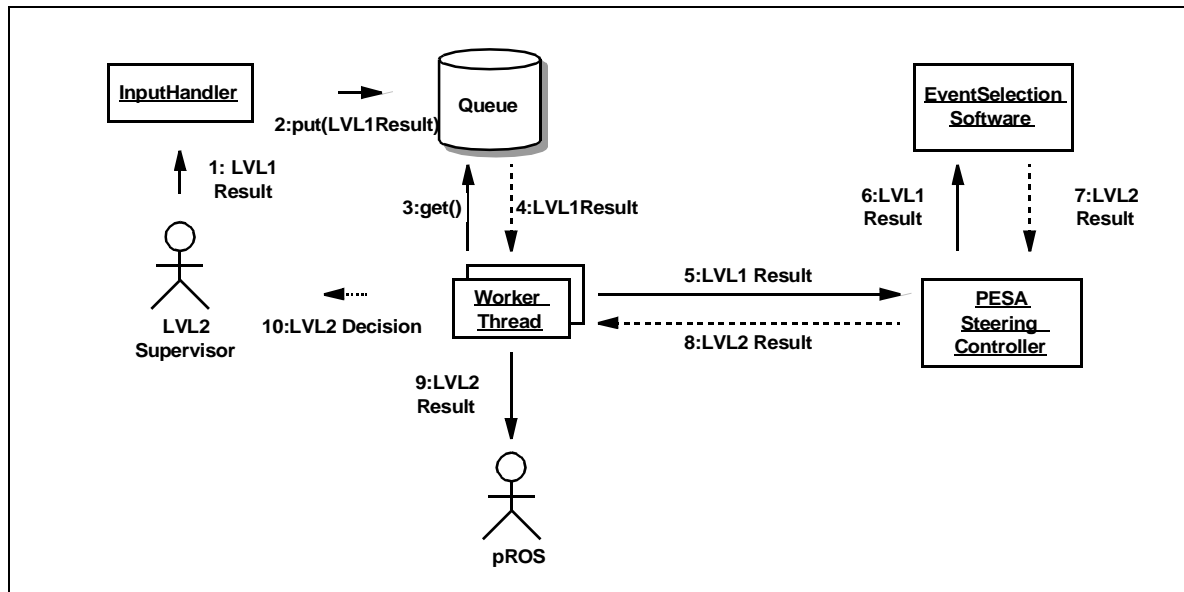 InputHandler
2:put(LVL1Result)
Queue
EventSelection
Software
1: LVL1
Result
3:get()
4:LVL1Result
6:LVL1
Result
7:LVL2
Result
LVL2
Supervisor
10:LVL2 Decision
Worker
Thread
5:LVL1 Result
8:LVL2 Result
PESA
Steering
Controller
9:LVL2
Result
pROS